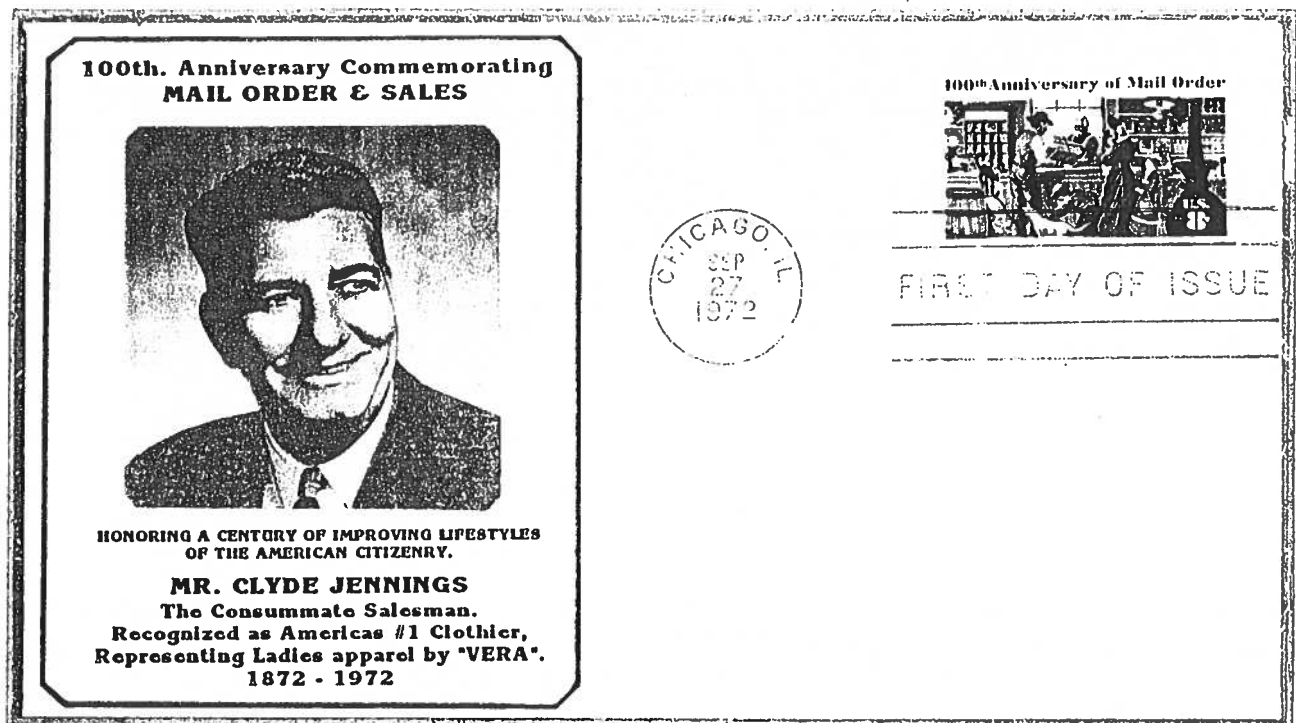 100th. Anniversary Commemorating
MAIL ORDER & SALES
HONORING A CENTURY OF IMPROVING LIFESTYLES
OF THE AMERICAN CITIZENRY.
MR. CLYDE JENNINGS
The Consummate Salesman.
Recognized as Americas #1 Clothier,
Representing Ladies apparel by "VERA".
1872 - 1972
CHICAGO, IL
SEP
27
1972
100th Anniversary of Mail Order
U.S.
8¢
FIRST DAY OF ISSUE